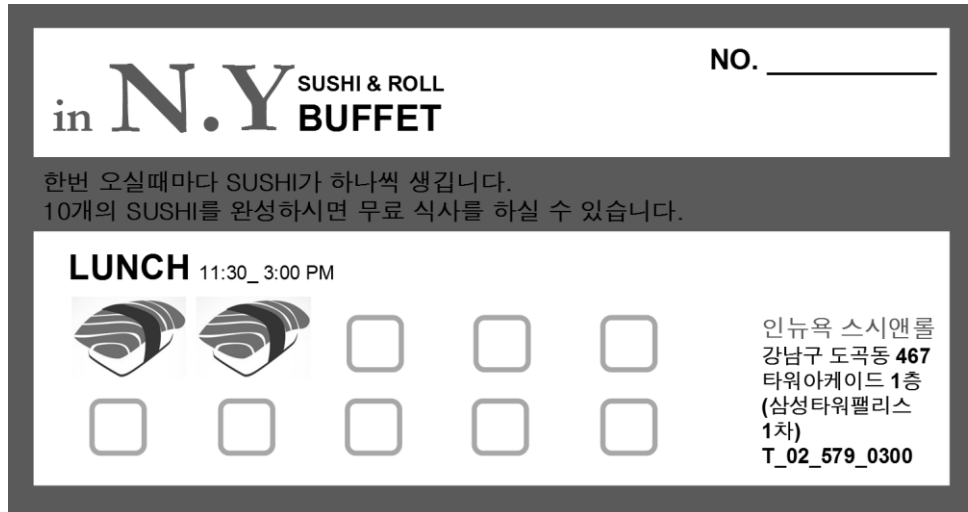 in N.Y SUSHI & ROLL
BUFFET
NO. ___________
한번 오실때마다 SUSHI가 하나씩 생깁니다.
10개의 SUSHI를 완성하시면 무료 식사를 하실 수 있습니다.
LUNCH 11:30_ 3:00 PM
인뉴욕 스시앤롤
강남구 도곡동 467
타워아케이드 1층
(삼성타워팰리스
1차)
T_02_579_0300